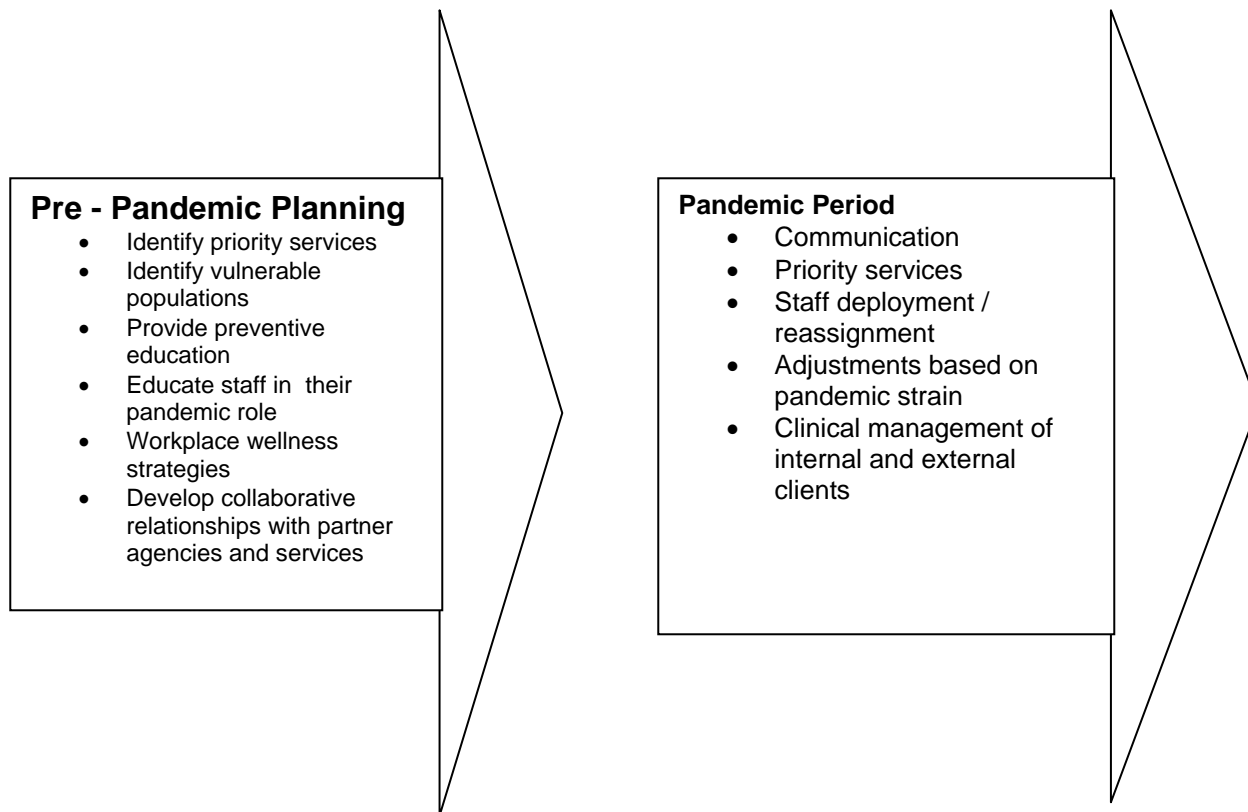 Pre - Pandemic Planning
• Identify priority services
• Identify vulnerable
populations
• Provide preventive
education
• Educate staff in  their
pandemic role
• Workplace wellness
strategies
• Develop collaborative
relationships with partner
agencies and services
Pandemic Period
• Communication
• Priority services
• Staff deployment /
reassignment
• Adjustments based on
pandemic strain
• Clinical management of
internal and external
clients